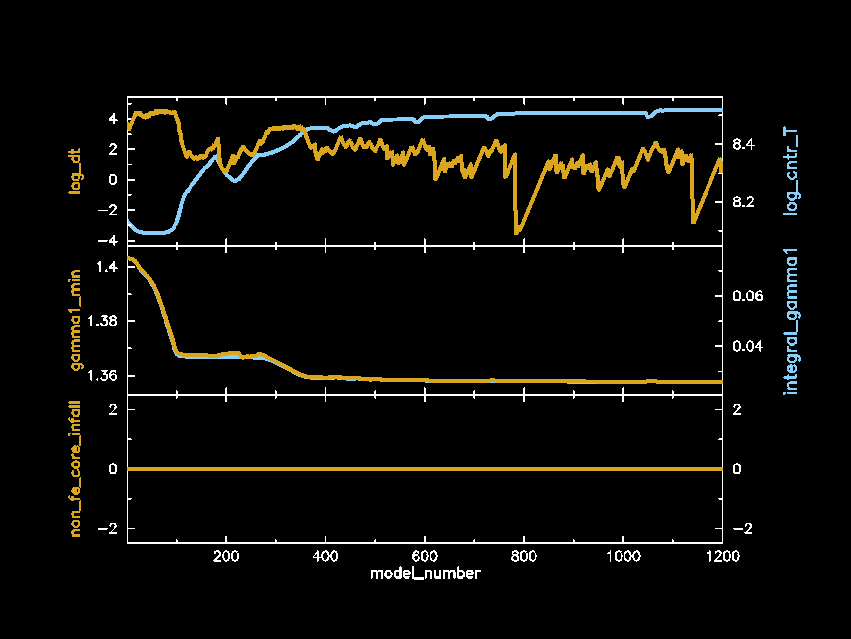 log_dt
4
2
0
−2
−4
8.4
8.2
log_cntr_T
gamma1_min
1.4
1.38
1.36
0.06
0.04
integral_gamma1
non_fe_core_infall
2
0
−2
2
0
−2
200 400 600 800 1000 1200
model_number